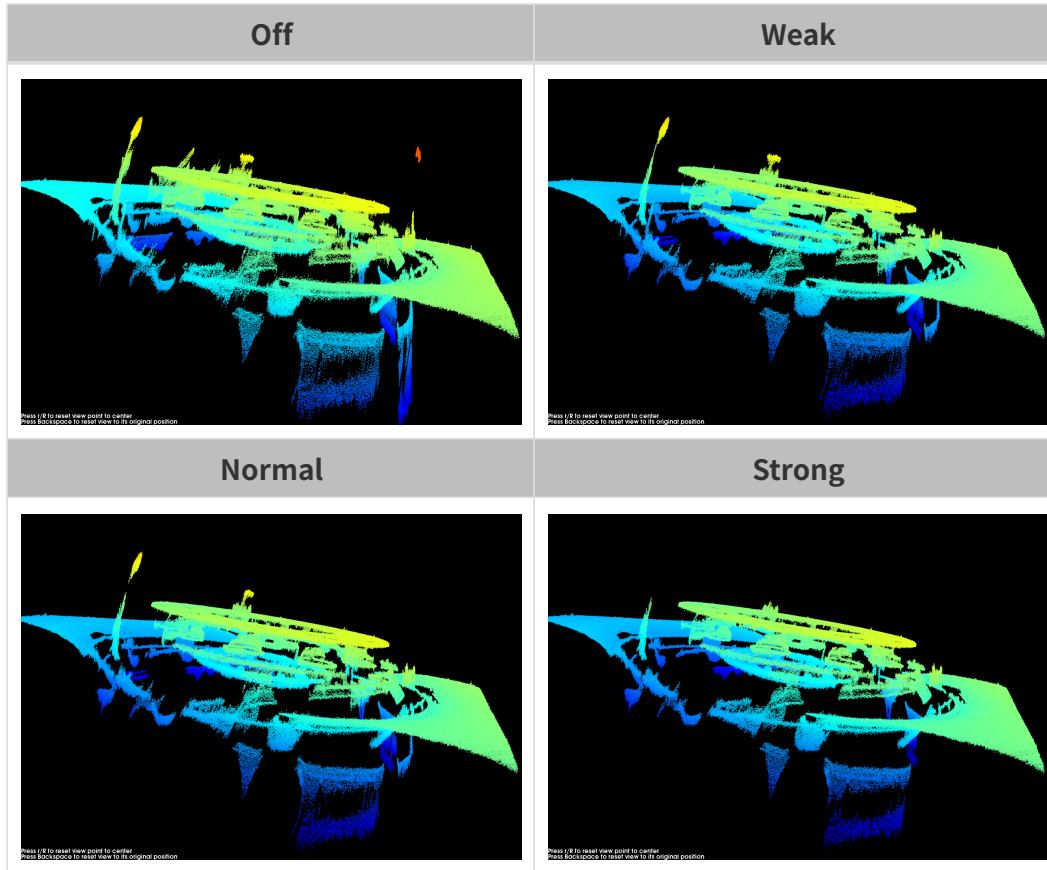 Off
Weak
Press r/R to reset view point to center
Press Backspace to reset view to its original position
Press r/R to reset view point to center
Press Backspace to reset view to its original position
Normal
Strong
Press r/R to reset view point to center
Press Backspace to reset view to its original position
Press r/R to reset view point to center
Press Backspace to reset view to its original position